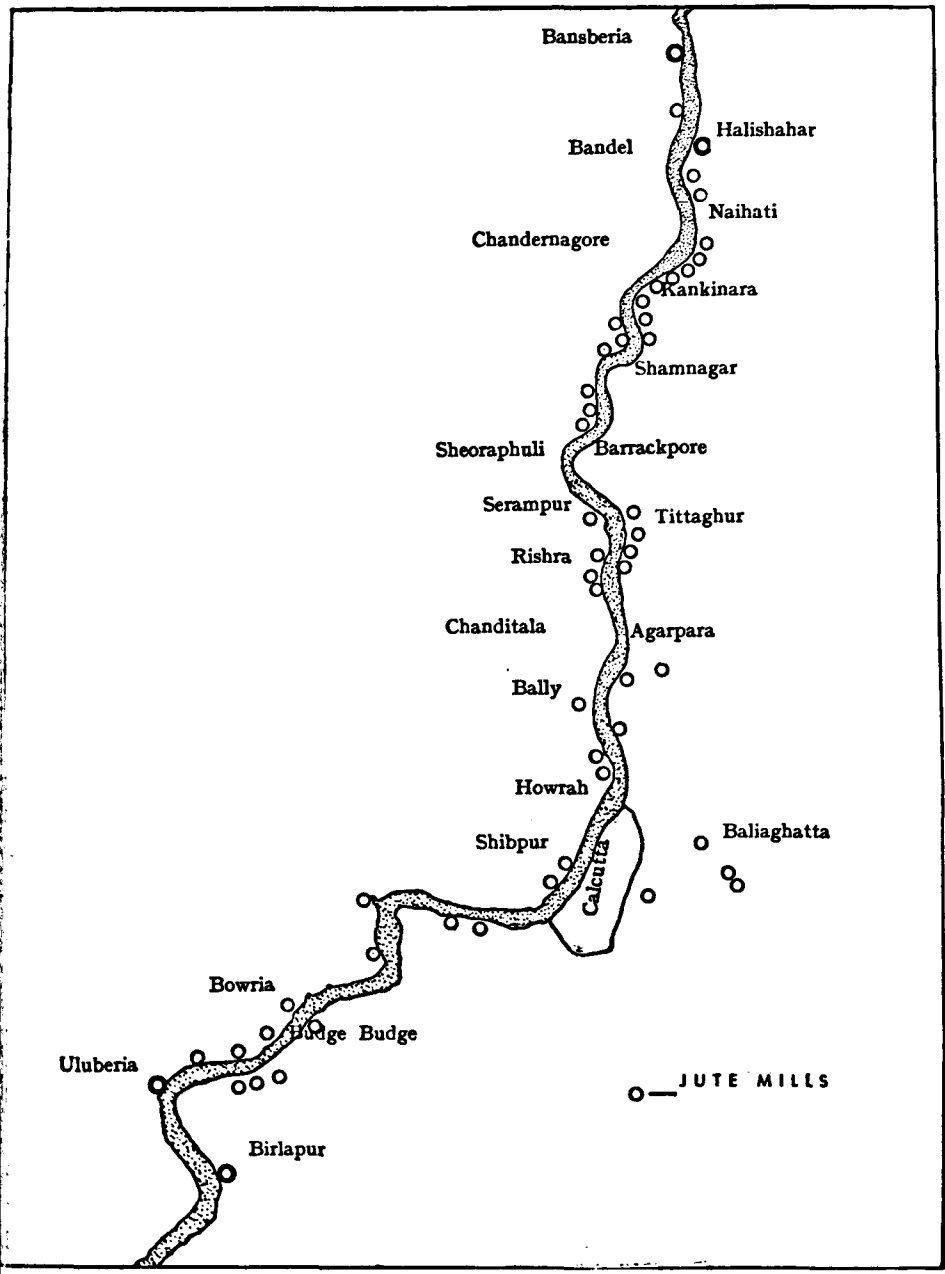 Bansberia
Halishahar
Bandel
Naihati
Chandernagore
Kankinara
Shamnagar
Sheoraphuli
Barrackpore
Serampur
Tittaghur
Rishra
Chanditala
Agarpara
Bally
Howrah
Baliaghatta
Shibpur
Calcutta
Bowria
Budge Budge
Uluberia
JUTE MILLS
Birlapur